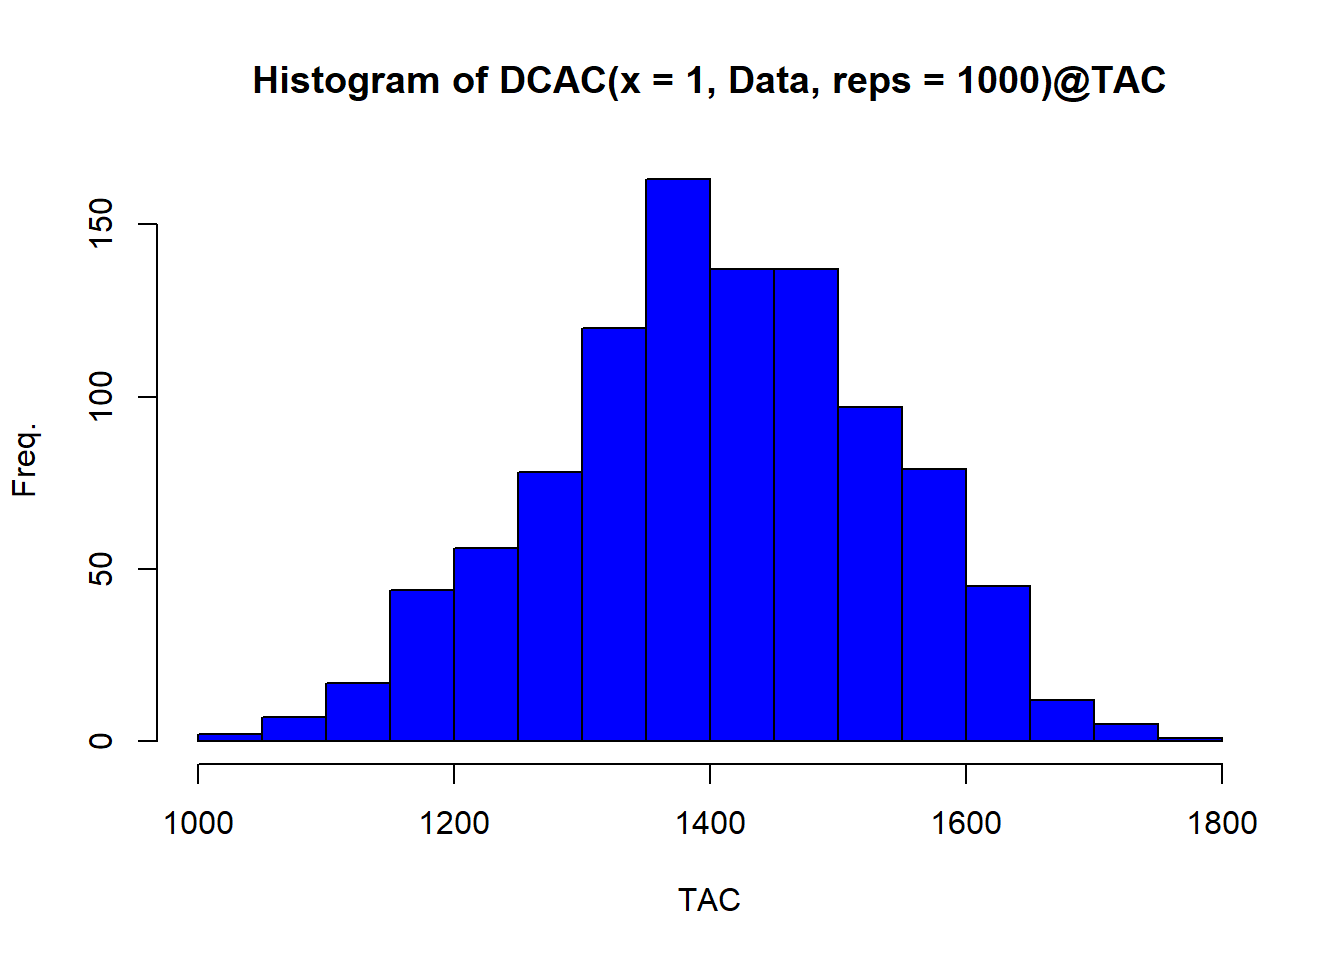 Histogram of DCAC(x = 1, Data, reps = 1000)@TAC
150
100
50
0
Freq.
1000 1200 1400 1600 1800
TAC